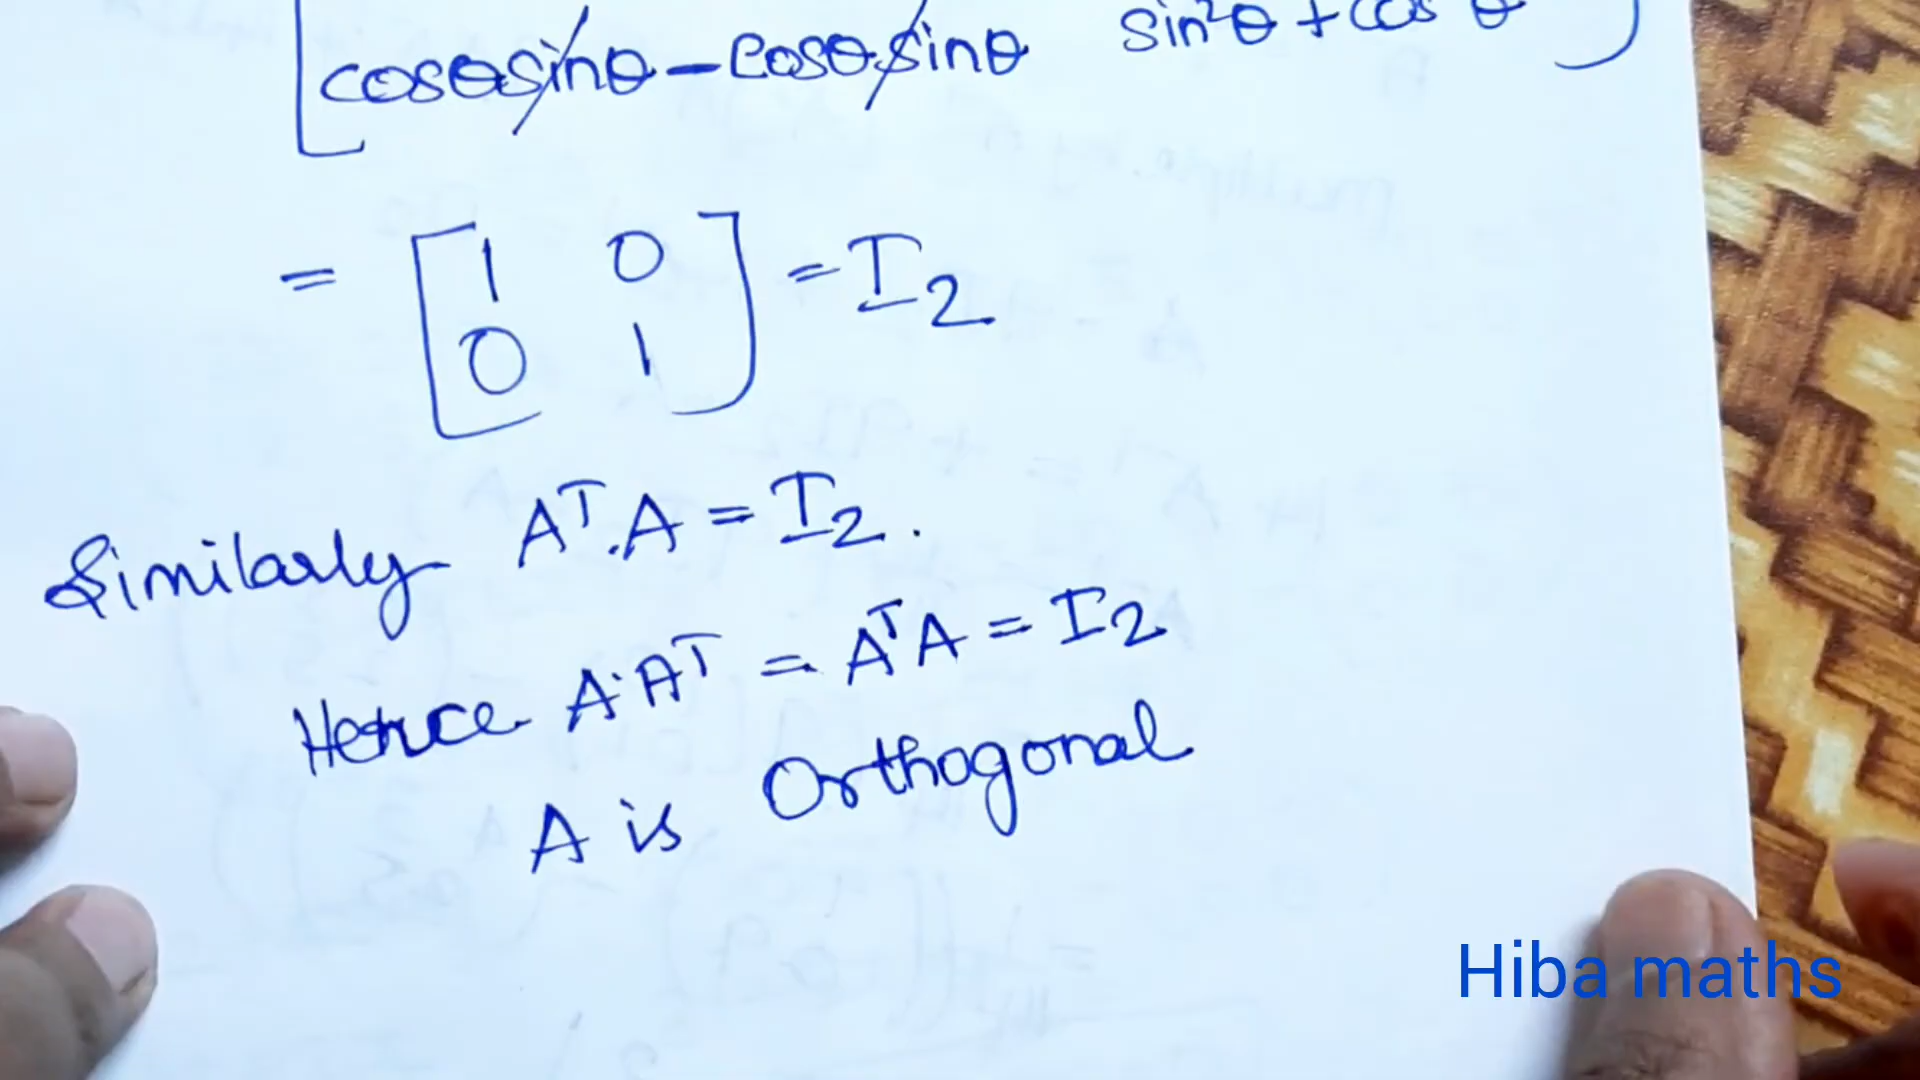 cosθsinθ – cosθsinθ sin²θ + cos θ
= [ 1 0
0 1 ] = I₂
Similarly Aᵀ.A = I₂.
Hence A·Aᵀ = AᵀA = I₂
A is Orthogonal
Hiba maths